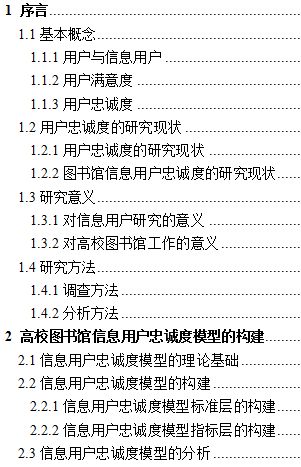 1 序言
1.1 基本概念
1.1.1 用户与信息用户
1.1.2 用户满意度
1.1.3 用户忠诚度
1.2 用户忠诚度的研究现状
1.2.1 用户忠诚度的研究现状
1.2.2 图书馆信息用户忠诚度的研究现状
1.3 研究意义
1.3.1 对信息用户研究的意义
1.3.2 对高校图书馆工作的意义
1.4 研究方法
1.4.1 调查方法
1.4.2 分析方法
2 高校图书馆信息用户忠诚度模型的构建
2.1 信息用户忠诚度模型的理论基础
2.2 信息用户忠诚度模型的构建
2.2.1 信息用户忠诚度模型标准层的构建
2.2.2 信息用户忠诚度模型指标层的构建
2.3 信息用户忠诚度模型的分析